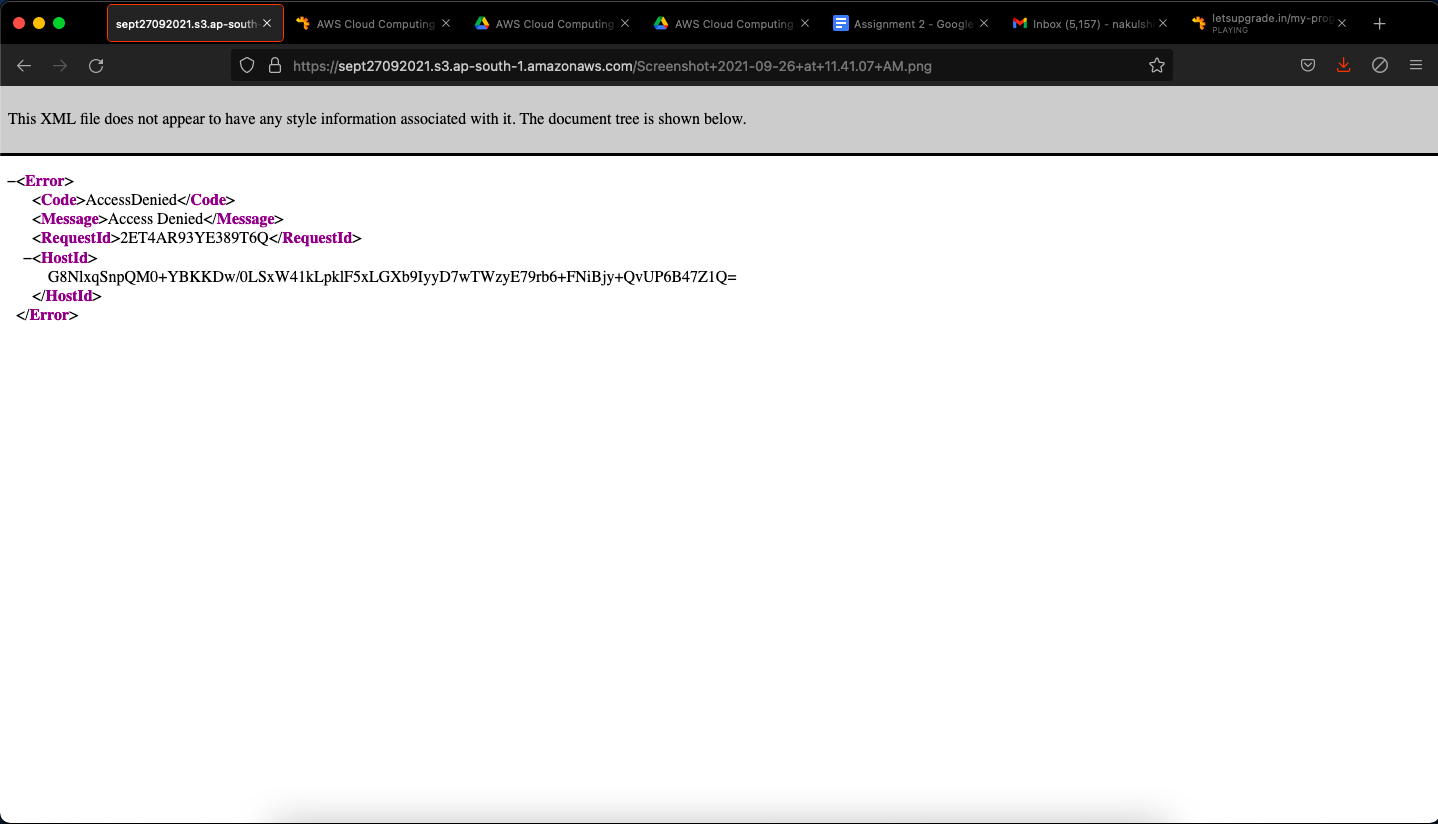 sept27092021.s3.ap-south-
AWS Cloud Computing
AWS Cloud Computing
AWS Cloud Computing
Assignment 2 - Google
Inbox (5,157) - nakulsh
letsupgrade.in/my-prog
PLAYING
https://sept27092021.s3.ap-south-1.amazonaws.com/Screenshot+2021-09-26+at+11.41.07+AM.png
This XML file does not appear to have any style information associated with it. The document tree is shown below.
−<Error>
<Code>AccessDenied</Code>
<Message>Access Denied</Message>
<RequestId>2ET4AR93YE389T6Q</RequestId>
−<HostId>
G8NlxqSnpQM0+YBKKDw/0LSxW41kLpklF5xLGXb9IyyD7wTWzyE79rb6+FNiBjy+QvUP6B47Z1Q=
</HostId>
</Error>